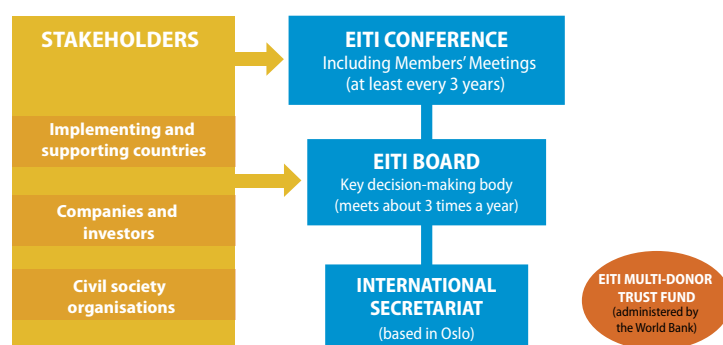 STAKEHOLDERS
Implementing and
supporting countries
Companies and
investors
Civil society
organisations
EITI CONFERENCE
Including Members’ Meetings
(at least every 3 years)
EITI BOARD
Key decision-making body
(meets about 3 times a year)
INTERNATIONAL
SECRETARIAT
(based in Oslo)
EITI MULTI-DONOR
TRUST FUND
(administered by
the World Bank)